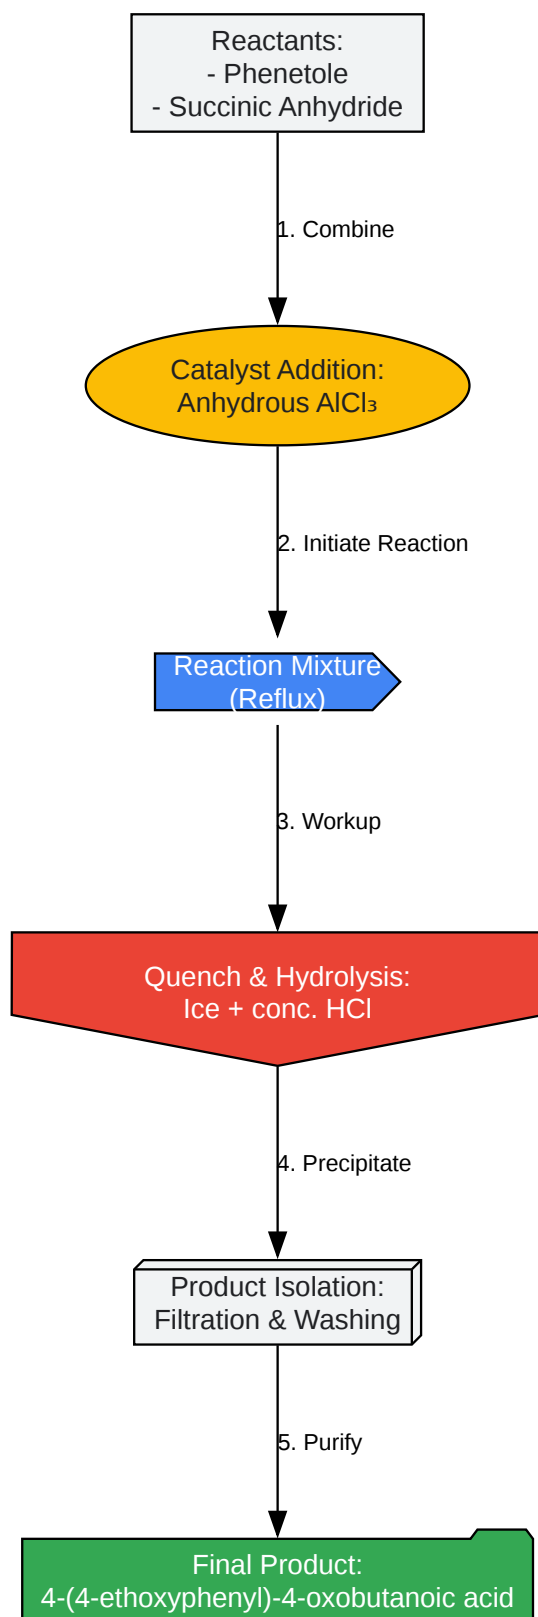 Reactants:
- Phenetole
- Succinic Anhydride
1. Combine
Catalyst Addition:
Anhydrous AlCl₃
2. Initiate Reaction
Reaction Mixture
(Reflux)
3. Workup
Quench & Hydrolysis:
Ice + conc. HCl
4. Precipitate
Product Isolation:
Filtration & Washing
5. Purify
Final Product:
4-(4-ethoxyphenyl)-4-oxobutanoic acid